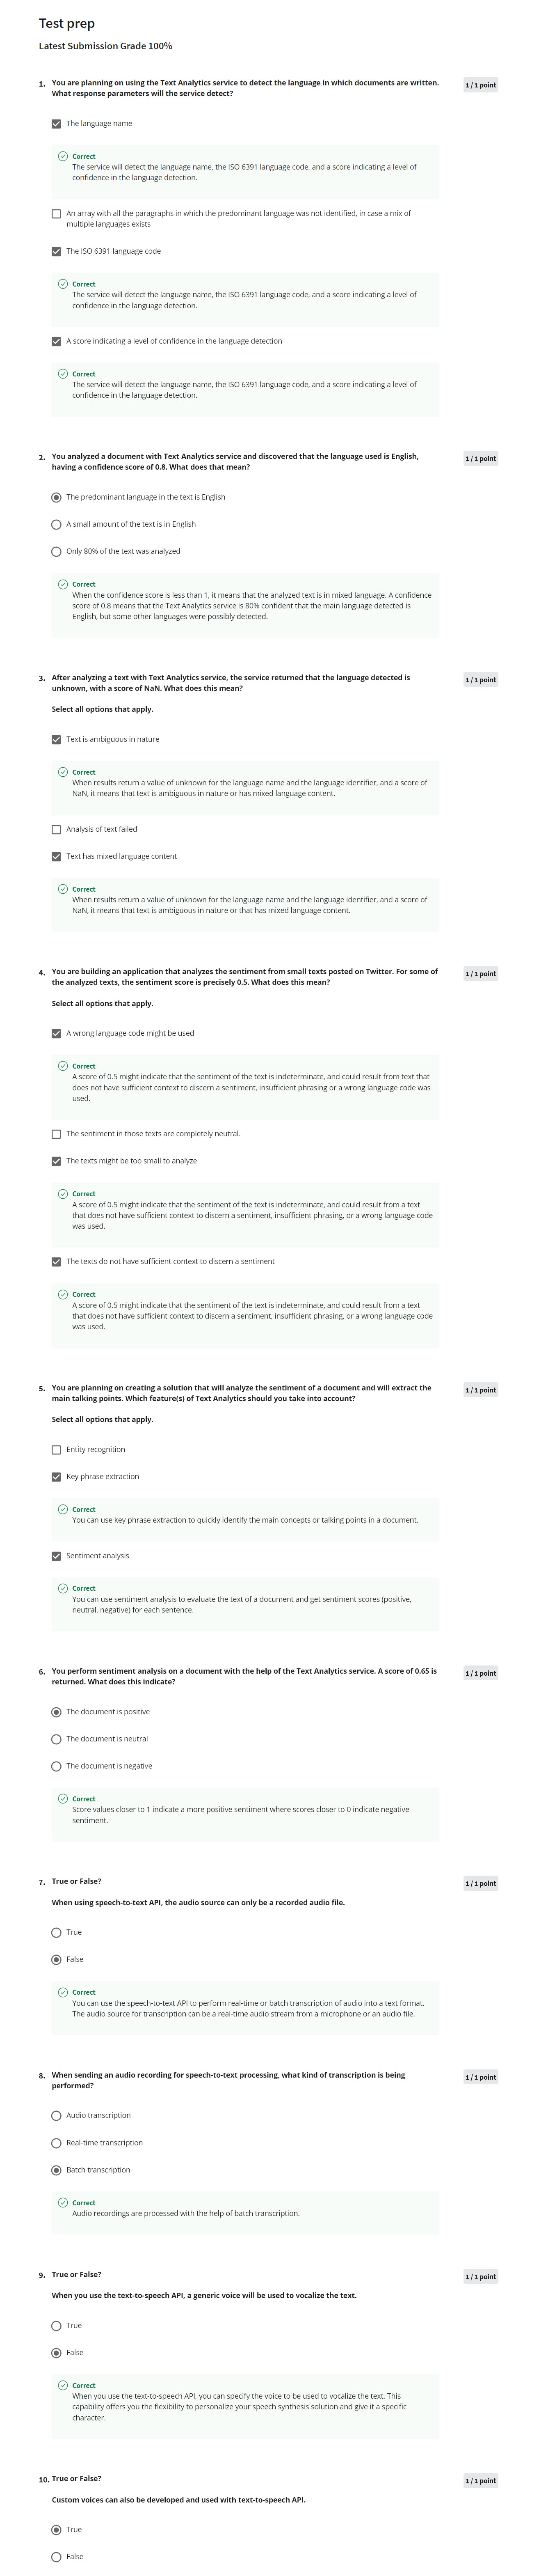 Test prep
Latest Submission Grade 100%
1. You are planning on using the Text Analytics service to detect the language in which documents are written.
What response parameters will the service detect?
1 / 1 point
The language name
Correct
The service will detect the language name, the ISO 6391 language code, and a score indicating a level of
confidence in the language detection.
An array with all the paragraphs in which the predominant language was not identified, in case a mix of
multiple languages exists
The ISO 6391 language code
Correct
The service will detect the language name, the ISO 6391 language code, and a score indicating a level of
confidence in the language detection.
A score indicating a level of confidence in the language detection
Correct
The service will detect the language name, the ISO 6391 language code, and a score indicating a level of
confidence in the language detection.
2. You analyzed a document with Text Analytics service and discovered that the language used is English,
having a confidence score of 0.8. What does that mean?
1 / 1 point
The predominant language in the text is English
A small amount of the text is in English
Only 80% of the text was analyzed
Correct
When the confidence score is less than 1, it means that the analyzed text is in mixed language. A confidence
score of 0.8 means that the Text Analytics service is 80% confident that the main language detected is
English, but some other languages were possibly detected.
3. After analyzing a text with Text Analytics service, the service returned that the language detected is
unknown, with a score of NaN. What does this mean?
1 / 1 point
Select all options that apply.
Text is ambiguous in nature
Correct
When results return a value of unknown for the language name and the language identifier, and a score of
NaN, it means that text is ambiguous in nature or has mixed language content.
Analysis of text failed
Text has mixed language content
Correct
When results return a value of unknown for the language name and the language identifier, and a score of
NaN, it means that text is ambiguous in nature or that has mixed language content.
4. You are building an application that analyzes the sentiment from small texts posted on Twitter. For some of
the analyzed texts, the sentiment score is precisely 0.5. What does this mean?
1 / 1 point
Select all options that apply.
A wrong language code might be used
Correct
A score of 0.5 might indicate that the sentiment of the text is indeterminate, and could result from text that
does not have sufficient context to discern a sentiment, insufficient phrasing or a wrong language code was
used.
The sentiment in those texts are completely neutral.
The texts might be too small to analyze
Correct
A score of 0.5 might indicate that the sentiment of the text is indeterminate, and could result from a text
that does not have sufficient context to discern a sentiment, insufficient phrasing, or a wrong language code
was used.
The texts do not have sufficient context to discern a sentiment
Correct
A score of 0.5 might indicate that the sentiment of the text is indeterminate, and could result from a text
that does not have sufficient context to discern a sentiment, insufficient phrasing, or a wrong language code
was used.
5. You are planning on creating a solution that will analyze the sentiment of a document and will extract the
main talking points. Which feature(s) of Text Analytics should you take into account?
1 / 1 point
Select all options that apply.
Entity recognition
Key phrase extraction
Correct
You can use key phrase extraction to quickly identify the main concepts or talking points in a document.
Sentiment analysis
Correct
You can use sentiment analysis to evaluate the text of a document and get sentiment scores (positive,
neutral, negative) for each sentence.
6. You perform sentiment analysis on a document with the help of the Text Analytics service. A score of 0.65 is
returned. What does this indicate?
1 / 1 point
The document is positive
The document is neutral
The document is negative
Correct
Score values closer to 1 indicate a more positive sentiment where scores closer to 0 indicate negative
sentiment.
7. True or False?
1 / 1 point
When using speech-to-text API, the audio source can only be a recorded audio file.
True
False
Correct
You can use the speech-to-text API to perform real-time or batch transcription of audio into a text format.
The audio source for transcription can be a real-time audio stream from a microphone or an audio file.
8. When sending an audio recording for speech-to-text processing, what kind of transcription is being
performed?
1 / 1 point
Audio transcription
Real-time transcription
Batch transcription
Correct
Audio recordings are processed with the help of batch transcription.
9. True or False?
1 / 1 point
When you use the text-to-speech API, a generic voice will be used to vocalize the text.
True
False
Correct
When you use the text-to-speech API, you can specify the voice to be used to vocalize the text. This
capability offers you the flexibility to personalize your speech synthesis solution and give it a specific
character.
10. True or False?
1 / 1 point
Custom voices can also be developed and used with text-to-speech API.
True
False